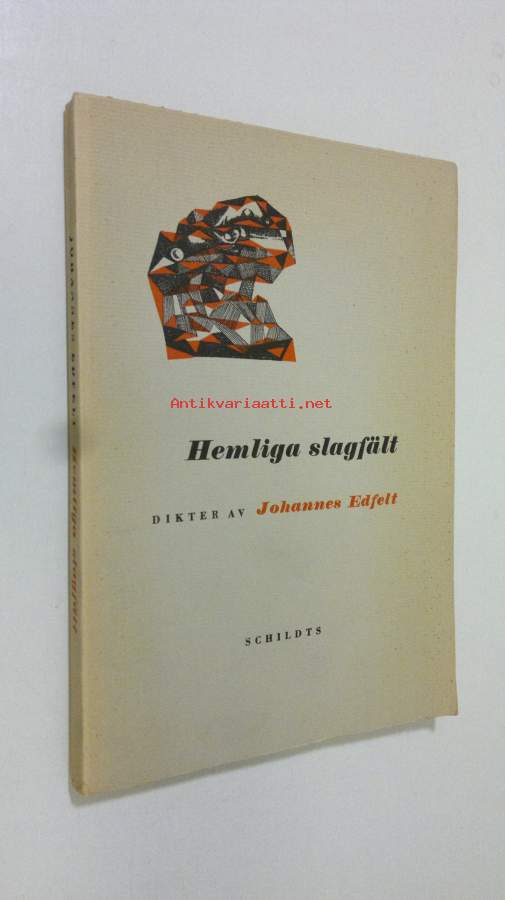 Antikvariaatti.net
Hemliga slagfält
DIKTER AV Johannes Edfelt
SCHILDTS
JOHANNES EDFELT Hemliga slagfält